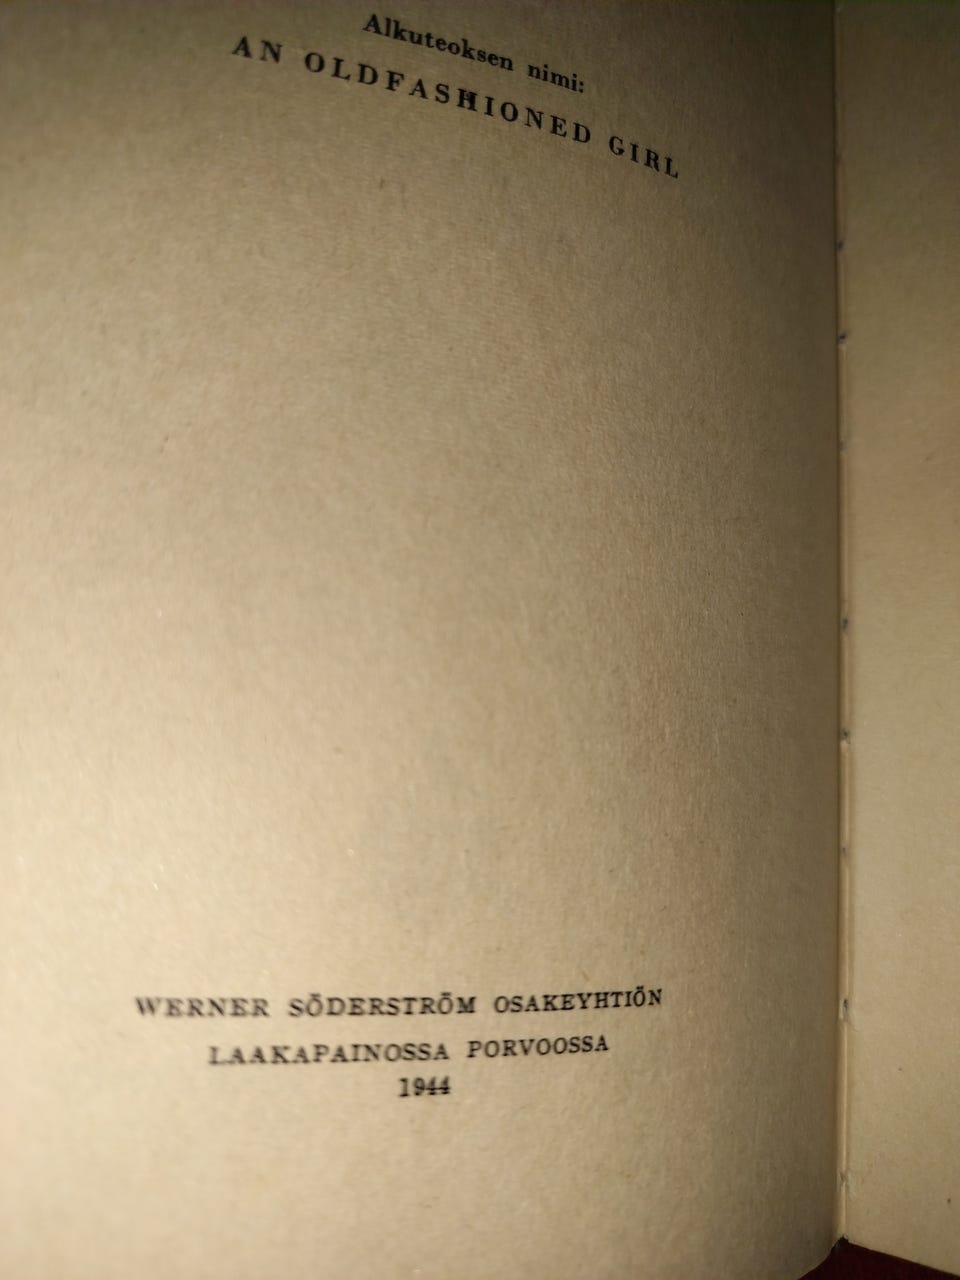 Alkuteoksen nimi:
AN OLDFASHIONED GIRL
WERNER SÖDERSTRÖM OSAKEYHTIÖN
LAAKAPAINOSSA PORVOOSSA
1944